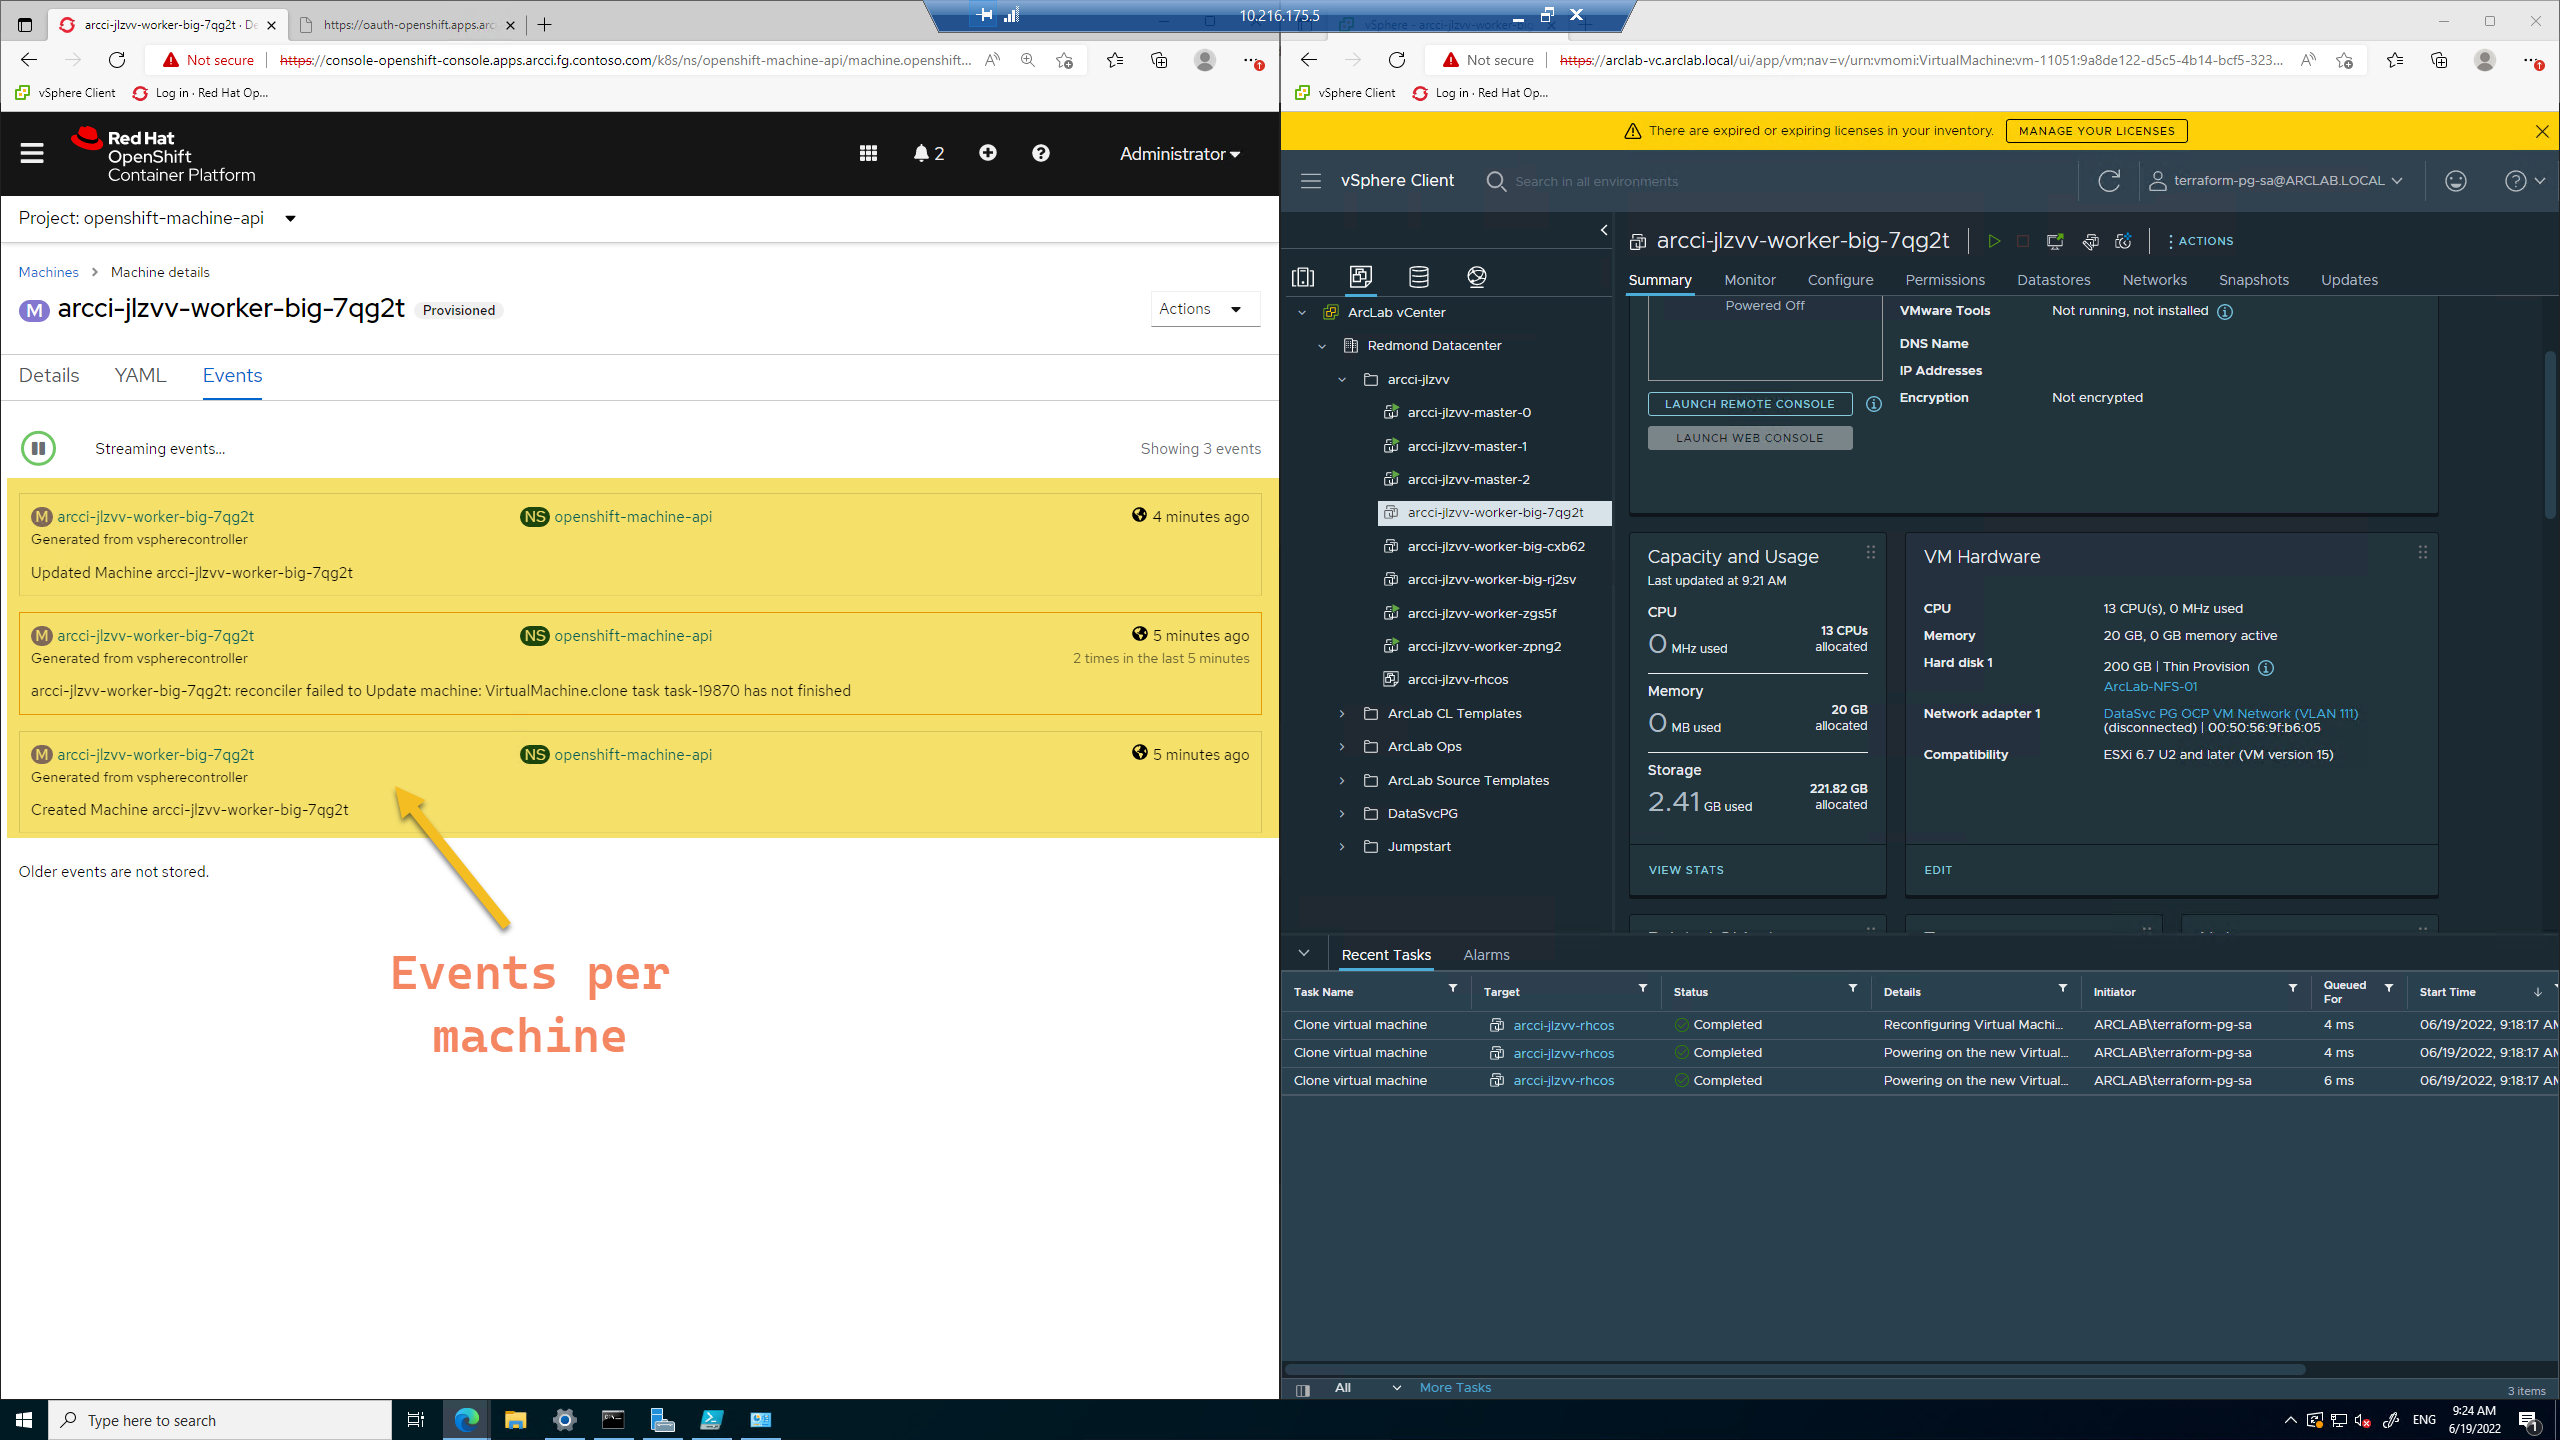 10.216.175.5
arcci-jlzvv-worker-big-7qg2t · De
https://oauth-openshift.apps.arc
Not secure
https://console-openshift-console.apps.arcci.fg.contoso.com/k8s/ns/openshift-machine-api/machine.openshift...
vSphere Client
Log in · Red Hat Op...
Red Hat
OpenShift
Container Platform
2
Administrator
Project: openshift-machine-api
Machines
Machine details
M
arcci-jlzvv-worker-big-7qg2t
Provisioned
Actions
Details
YAML
Events
Streaming events...
Showing 3 events
M arcci-jlzvv-worker-big-7qg2t
NS openshift-machine-api
4 minutes ago
Generated from vspherecontroller
Updated Machine arcci-jlzvv-worker-big-7qg2t
M arcci-jlzvv-worker-big-7qg2t
NS openshift-machine-api
5 minutes ago
Generated from vspherecontroller
2 times in the last 5 minutes
arcci-jlzvv-worker-big-7qg2t: reconciler failed to Update machine: VirtualMachine.clone task task-19870 has not finished
M arcci-jlzvv-worker-big-7qg2t
NS openshift-machine-api
5 minutes ago
Generated from vspherecontroller
Created Machine arcci-jlzvv-worker-big-7qg2t
Older events are not stored.
Events per
machine
vSphere - arcci-jlzvv-worker-big
Not secure
https://arclab-vc.arclab.local/ui/app/vm;nav=v/urn:vmomi:VirtualMachine:vm-11051:9a8de122-d5c5-4b14-bcf5-323...
vSphere Client
Log in · Red Hat Op...
There are expired or expiring licenses in your inventory.
MANAGE YOUR LICENSES
vSphere Client
Search in all environments
terraform-pg-sa@ARCLAB.LOCAL
ArcLab vCenter
Redmond Datacenter
arcci-jlzvv
arcci-jlzvv-master-0
arcci-jlzvv-master-1
arcci-jlzvv-master-2
arcci-jlzvv-worker-big-7qg2t
arcci-jlzvv-worker-big-cxb62
arcci-jlzvv-worker-big-rj2sv
arcci-jlzvv-worker-zgs5f
arcci-jlzvv-worker-zpng2
arcci-jlzvv-rhcos
ArcLab CL Templates
ArcLab Ops
ArcLab Source Templates
DataSvcPG
Jumpstart
arcci-jlzvv-worker-big-7qg2t
ACTIONS
Summary
Monitor
Configure
Permissions
Datastores
Networks
Snapshots
Updates
Powered Off
LAUNCH REMOTE CONSOLE
LAUNCH WEB CONSOLE
VMware Tools
Not running, not installed
DNS Name
IP Addresses
Encryption
Not encrypted
Capacity and Usage
Last updated at 9:21 AM
CPU
0 MHz used
13 CPUs
allocated
Memory
0 MB used
20 GB
allocated
Storage
2.41 GB used
221.82 GB
allocated
VIEW STATS
VM Hardware
CPU
13 CPU(s), 0 MHz used
Memory
20 GB, 0 GB memory active
Hard disk 1
200 GB | Thin Provision
ArcLab-NFS-01
Network adapter 1
DataSvc PG OCP VM Network (VLAN 111)
(disconnected) | 00:50:56:9f:b6:05
Compatibility
ESXi 6.7 U2 and later (VM version 15)
EDIT
Recent Tasks
Alarms
Task Name
Target
Status
Details
Initiator
Queued
For
Start Time
Clone virtual machine
arcci-jlzvv-rhcos
Completed
Reconfiguring Virtual Machi...
ARCLAB\terraform-pg-sa
4 ms
06/19/2022, 9:18:17 AM
Clone virtual machine
arcci-jlzvv-rhcos
Completed
Powering on the new Virtual...
ARCLAB\terraform-pg-sa
4 ms
06/19/2022, 9:18:17 AM
Clone virtual machine
arcci-jlzvv-rhcos
Completed
Powering on the new Virtual...
ARCLAB\terraform-pg-sa
6 ms
06/19/2022, 9:18:17 AM
All
More Tasks
3 items
Type here to search
ENG
9:24 AM
6/19/2022
1